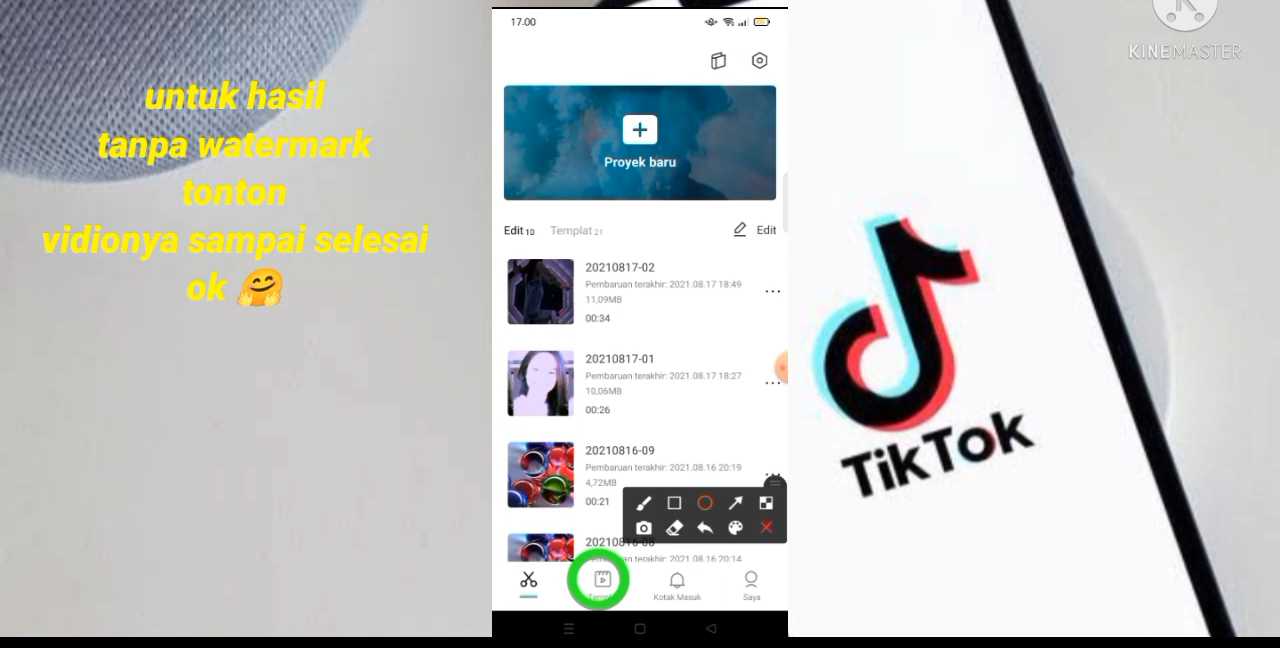 untuk hasil
tanpa watermark
tonton
vidionya sampai selesai
ok 🤗
17.00
Proyek baru
Edit 10 Templat 21 Edit
20210817-02
Pembaruan terakhir: 2021.08.17 18:49
11,09MB
00:34
20210817-01
Pembaruan terakhir: 2021.08.17 18:27
10,06MB
00:26
20210816-09
Pembaruan terakhir: 2021.08.16 20:19
4,72MB
00:21
20210816-08
Pembaruan terakhir: 2021.08.16 20:14
Kotak Masuk Saya
KINEMASTER
TikTok